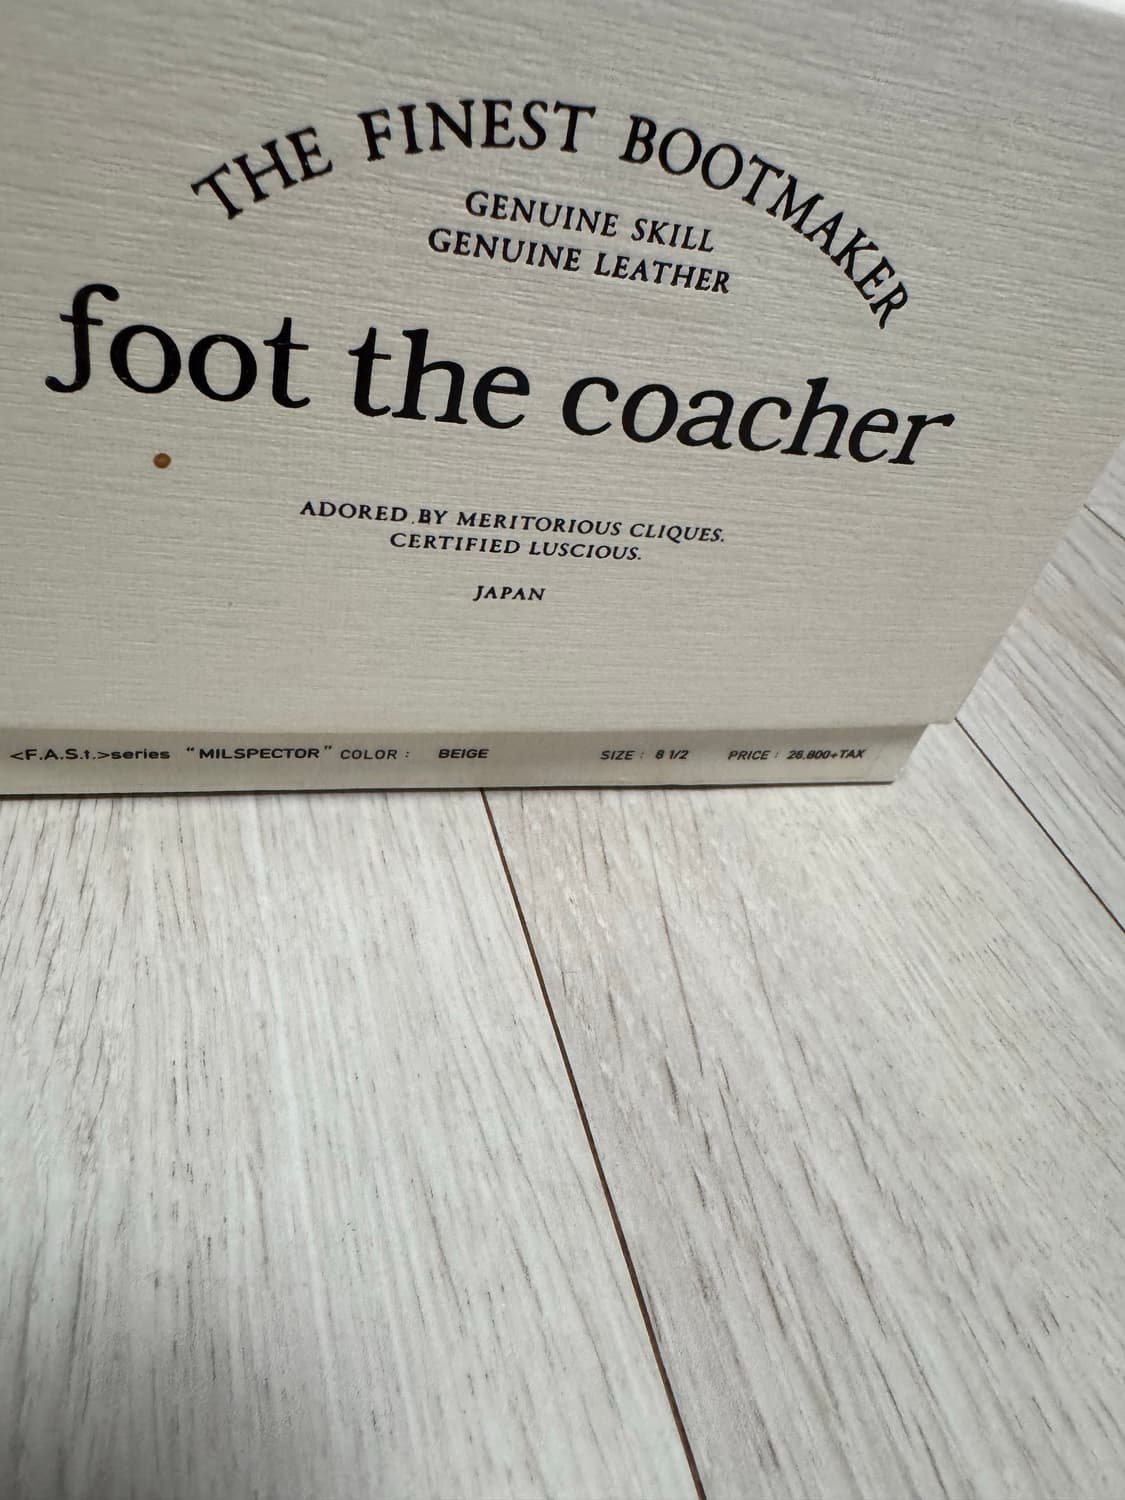 THE FINEST BOOTMAKER
GENUINE SKILL
GENUINE LEATHER
foot the coacher
ADORED BY MERITORIOUS CLIQUES.
CERTIFIED LUSCIOUS.
JAPAN
<F.A.S.t.>series "MILSPECTOR" COLOR : BEIGE SIZE : 8 1/2 PRICE : 26,800+TAX